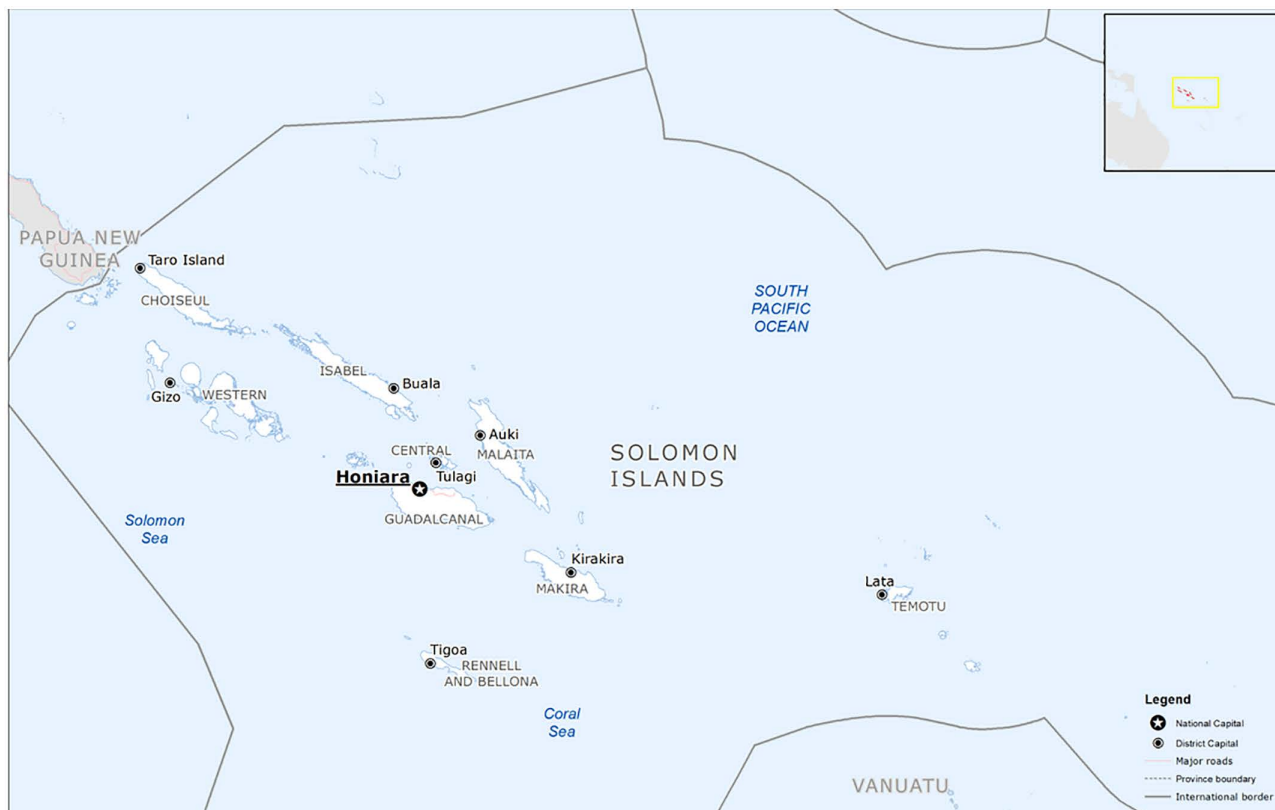 PAPUA NEW
GUINEA
Taro Island
CHOISEUL
SOUTH
PACIFIC
OCEAN
ISABEL
Buala
Gizo
WESTERN
Auki
MALAITA
CENTRAL
Tulagi
SOLOMON
ISLANDS
Honiara
GUADALCANAL
Solomon
Sea
Kirakira
MAKIRA
Lata
TEMOTU
Tigoa
RENNELL
AND BELLONA
Coral
Sea
VANUATU
Legend
National Capital
District Capital
Major roads
Province boundary
International border